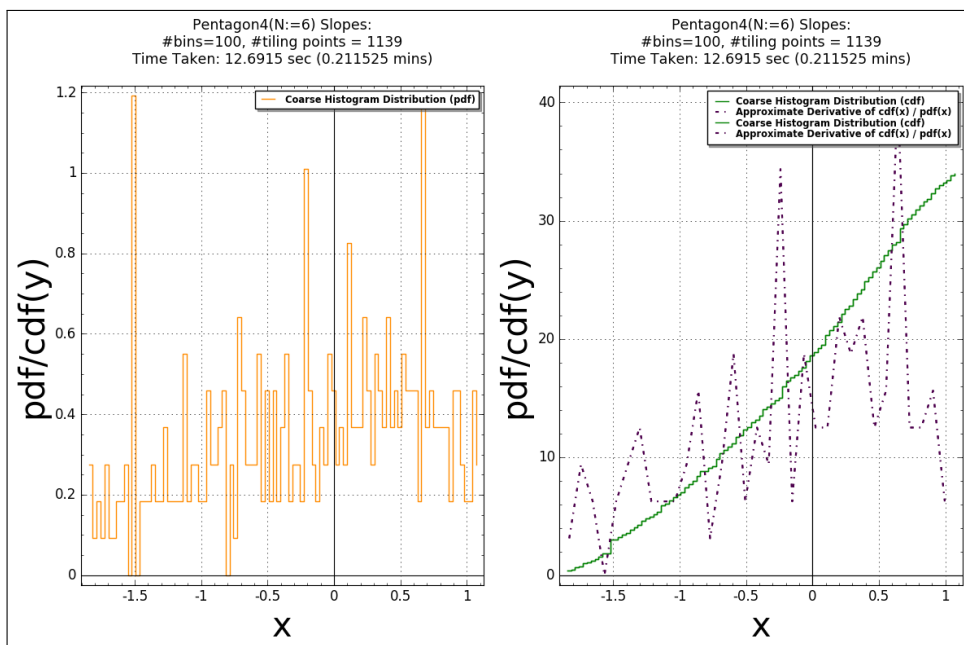 Pentagon4(N:=6) Slopes:
#bins=100, #tiling points = 1139
Time Taken: 12.6915 sec (0.211525 mins)
Coarse Histogram Distribution (pdf)
1.2
1
0.8
0.6
0.4
0.2
0
-1.5
-1
-0.5
0
0.5
1
pdf/cdf(y)
x
Pentagon4(N:=6) Slopes:
#bins=100, #tiling points = 1139
Time Taken: 12.6915 sec (0.211525 mins)
Coarse Histogram Distribution (cdf)
Approximate Derivative of cdf(x) / pdf(x)
Coarse Histogram Distribution (cdf)
Approximate Derivative of cdf(x) / pdf(x)
40
30
20
10
0
-1.5
-1
-0.5
0
0.5
1
pdf/cdf(y)
x